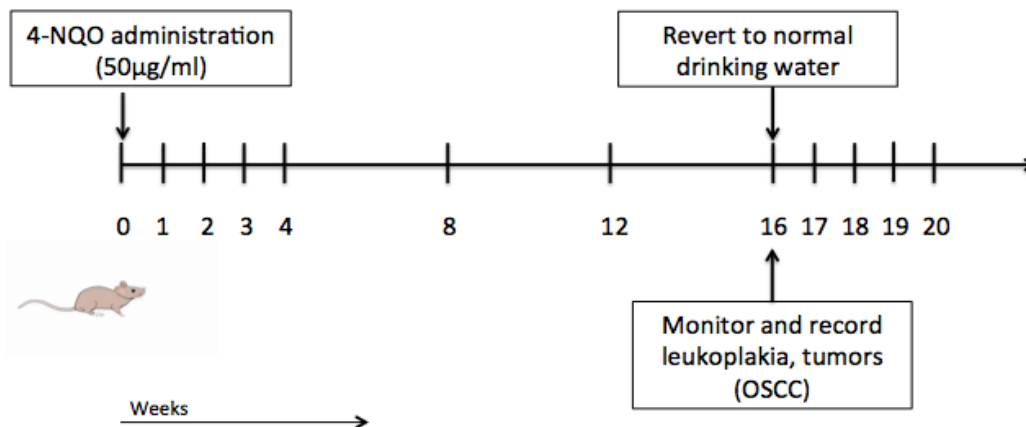 4-NQO administration
(50µg/ml)
Revert to normal
drinking water
0 1 2 3 4 8 12 16 17 18 19 20
Monitor and record
leukoplakia, tumors
(OSCC)
Weeks